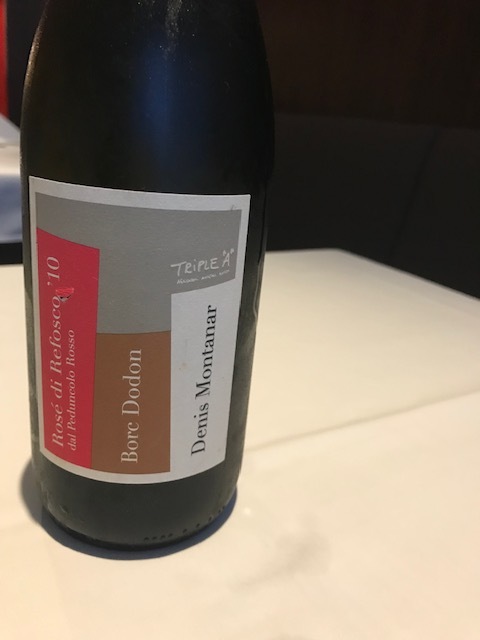 Rosé di Refosco '10
dal Peduncolo Rosso
Borc Dodon
Denis Montanar
TRiPLE "A"